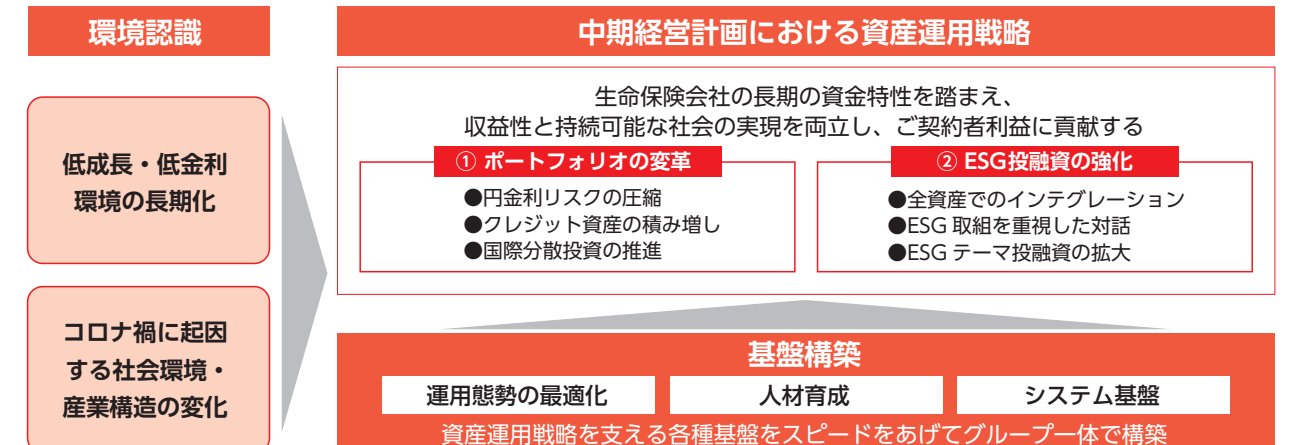 環境認識
低成長・低金利
環境の長期化
コロナ禍に起因
する社会環境・
産業構造の変化
中期経営計画における資産運用戦略
生命保険会社の長期の資金特性を踏まえ、
収益性と持続可能な社会の実現を両立し、ご契約者利益に貢献する
① ポートフォリオの変革
●円金利リスクの圧縮
●クレジット資産の積み増し
●国際分散投資の推進
② ESG投融資の強化
●全資産でのインテグレーション
●ESG 取組を重視した対話
●ESG テーマ投融資の拡大
基盤構築
運用態勢の最適化
人材育成
システム基盤
資産運用戦略を支える各種基盤をスピードをあげてグループ一体で構築